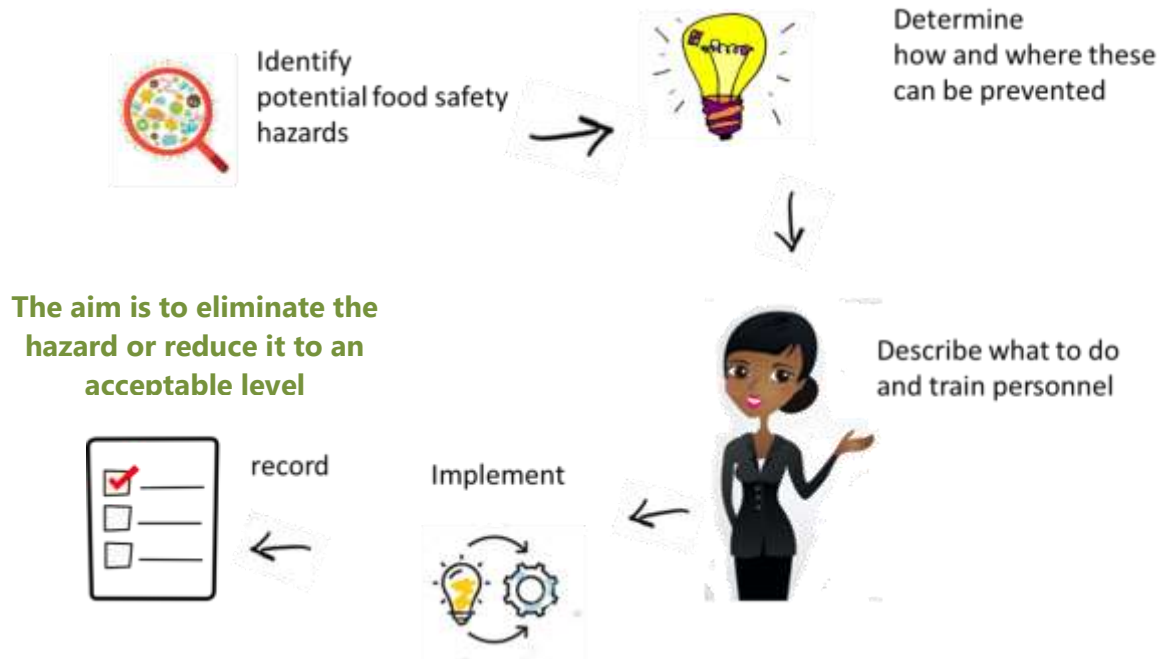 Identify
potential food safety
hazards
Determine
how and where these
can be prevented
Describe what to do
and train personnel
Implement
record
The aim is to eliminate the
hazard or reduce it to an
acceptable level